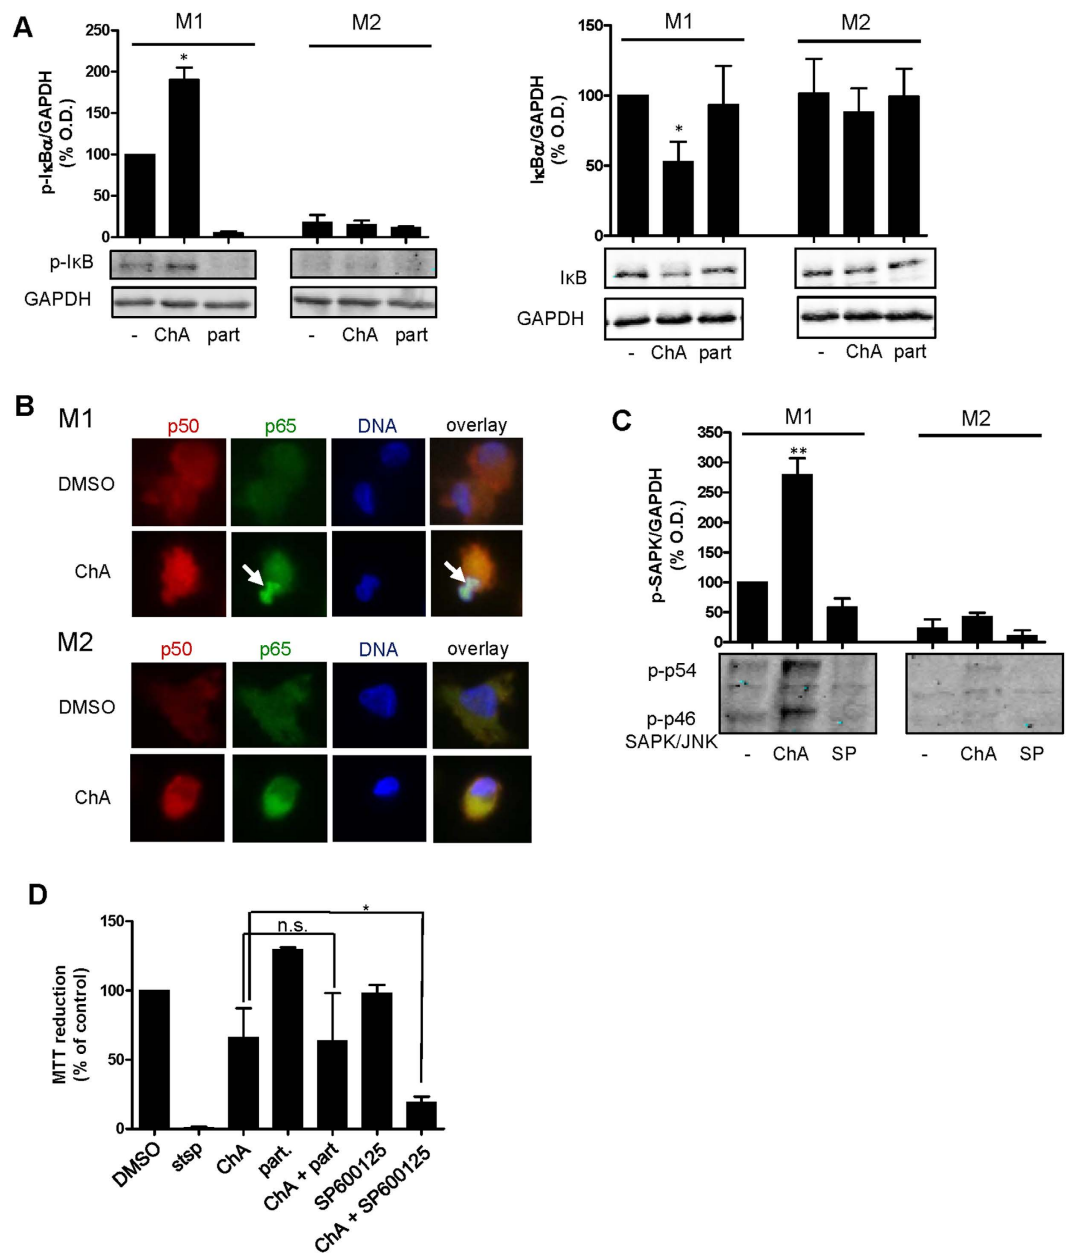 A
M1
M2
p-IκBα/GAPDH
(% O.D.)
250
200
150
100
50
0
*
p-IκB
GAPDH
- ChA part
- ChA part
M1
M2
IκBα/GAPDH
(% O.D.)
150
100
50
0
*
IκB
GAPDH
- ChA part
- ChA part
B
M1
p50 p65 DNA overlay
DMSO
ChA
M2
p50 p65 DNA overlay
DMSO
ChA
C
M1
M2
p-SAPK/GAPDH
(% O.D.)
350
300
250
200
150
100
50
0
**
p-p54
p-p46
SAPK/JNK
- ChA SP
- ChA SP
D
MTT reduction
(% of control)
150
100
50
0
*
n.s.
DMSO
stsp
ChA
part.
ChA + part
SP600125
ChA + SP600125